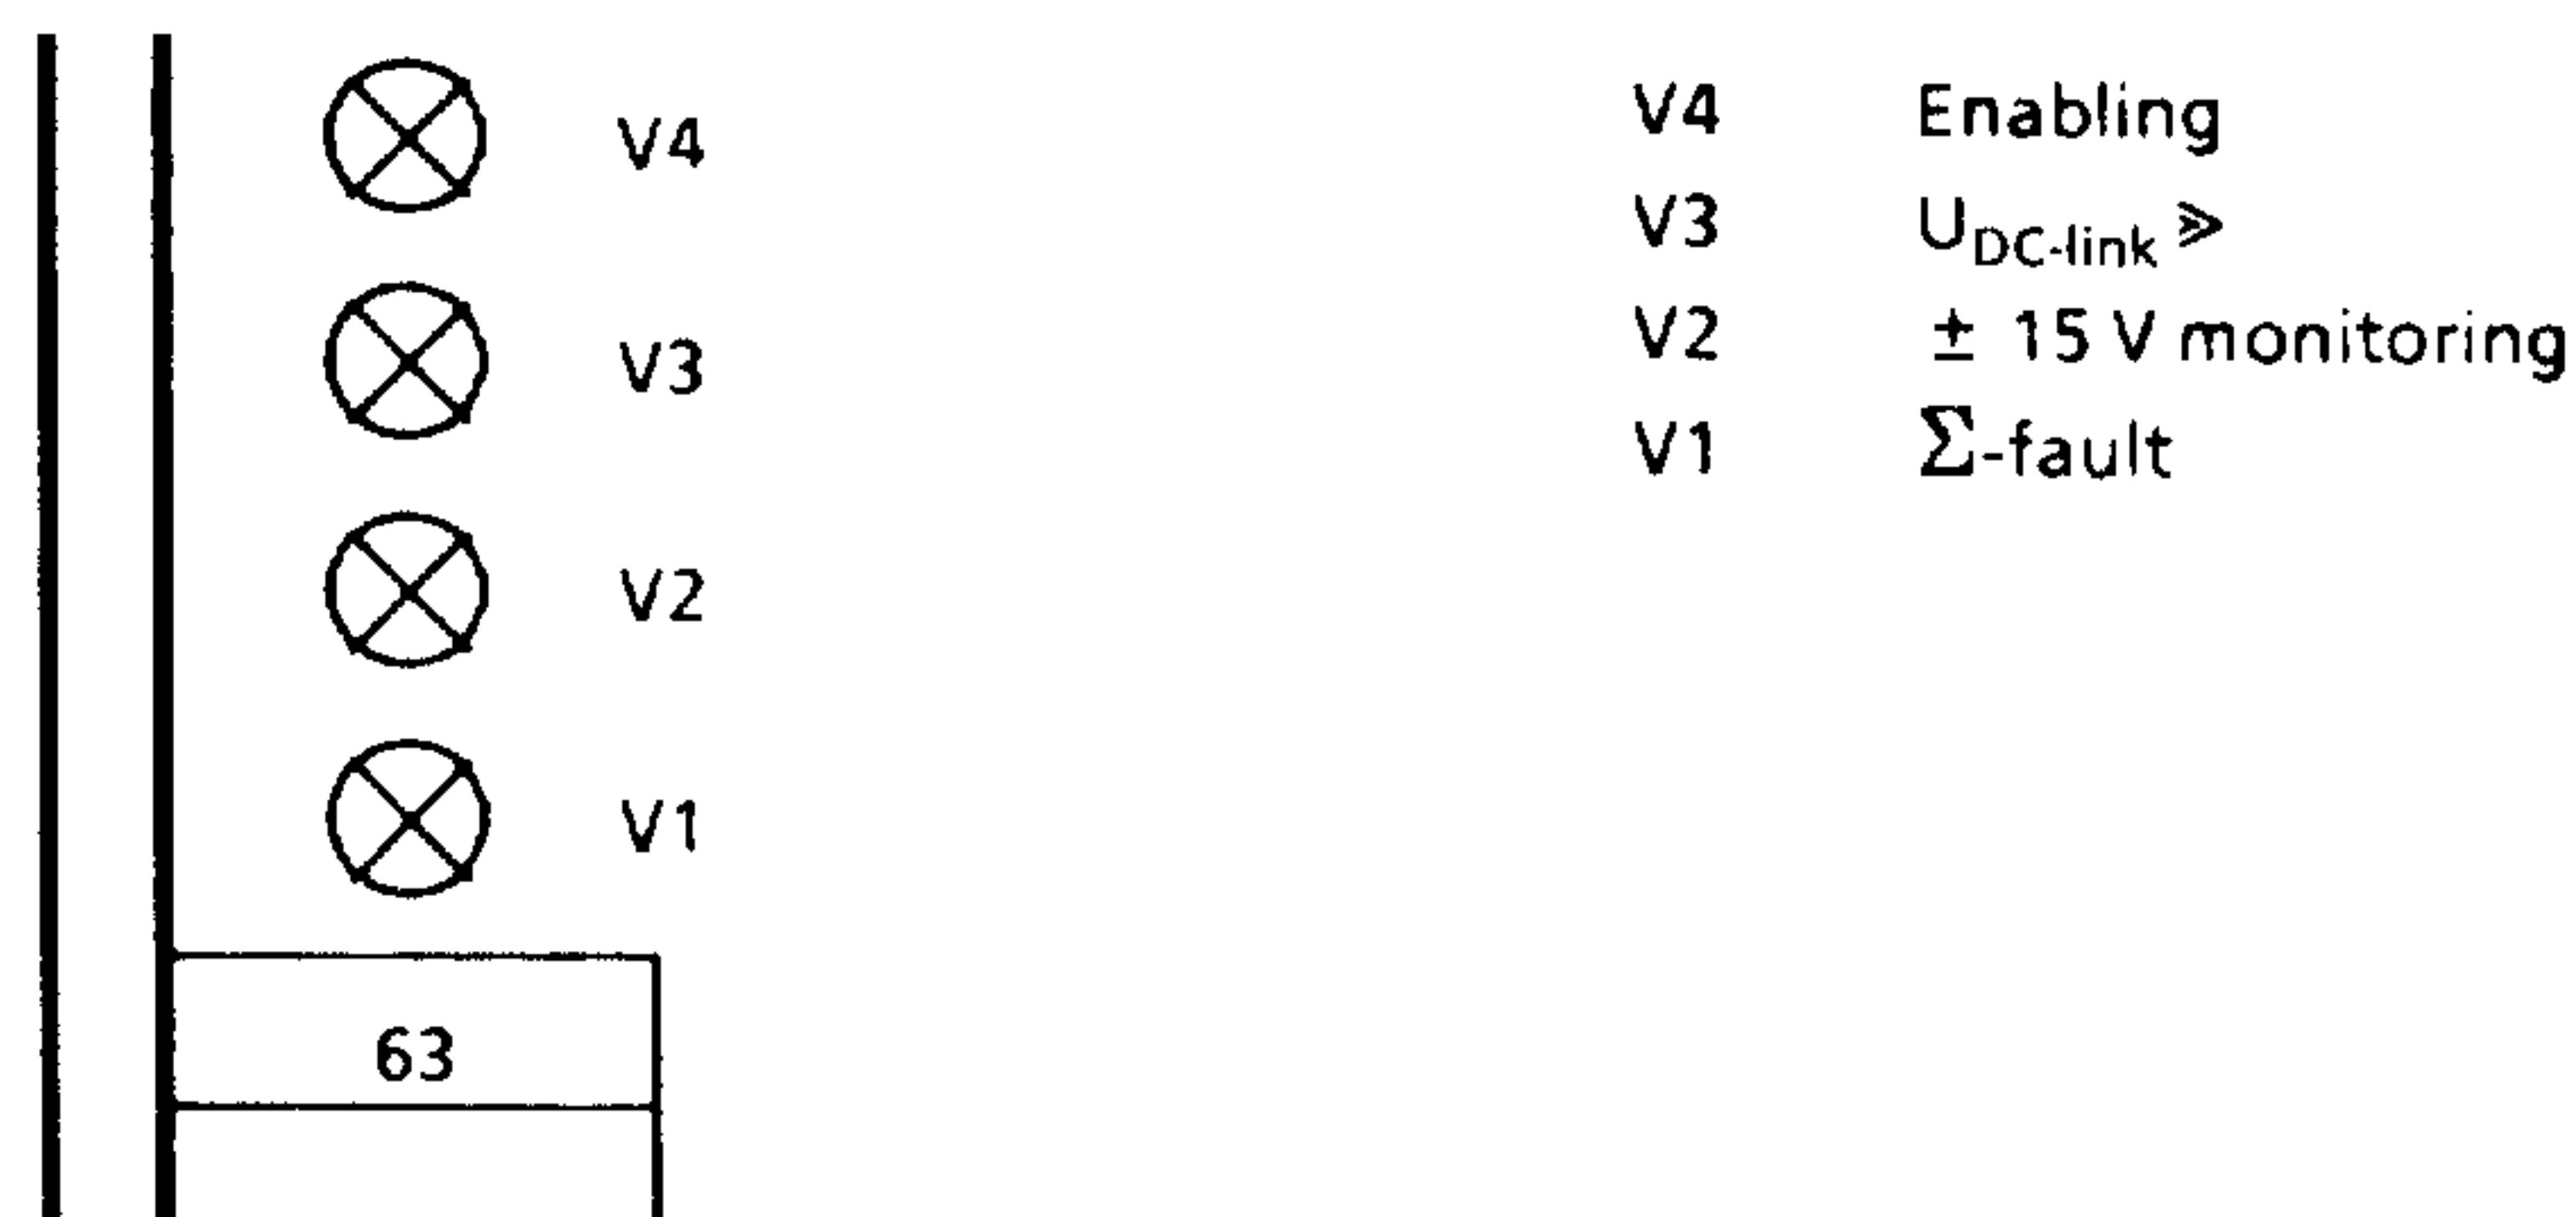 V4
V3
V2
V1
63
V4 Enabling
V3 U_DC-link ⋙
V2 ± 15 V monitoring
V1 Σ-fault